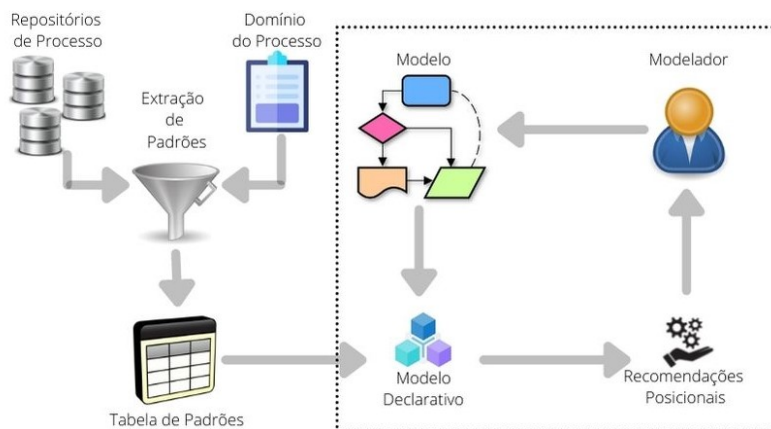 Repositórios
de Processo
Domínio
do Processo
Extração
de
Padrões
Tabela de Padrões
Modelo
Modelador
Modelo
Declarativo
Recomendações
Posicionais